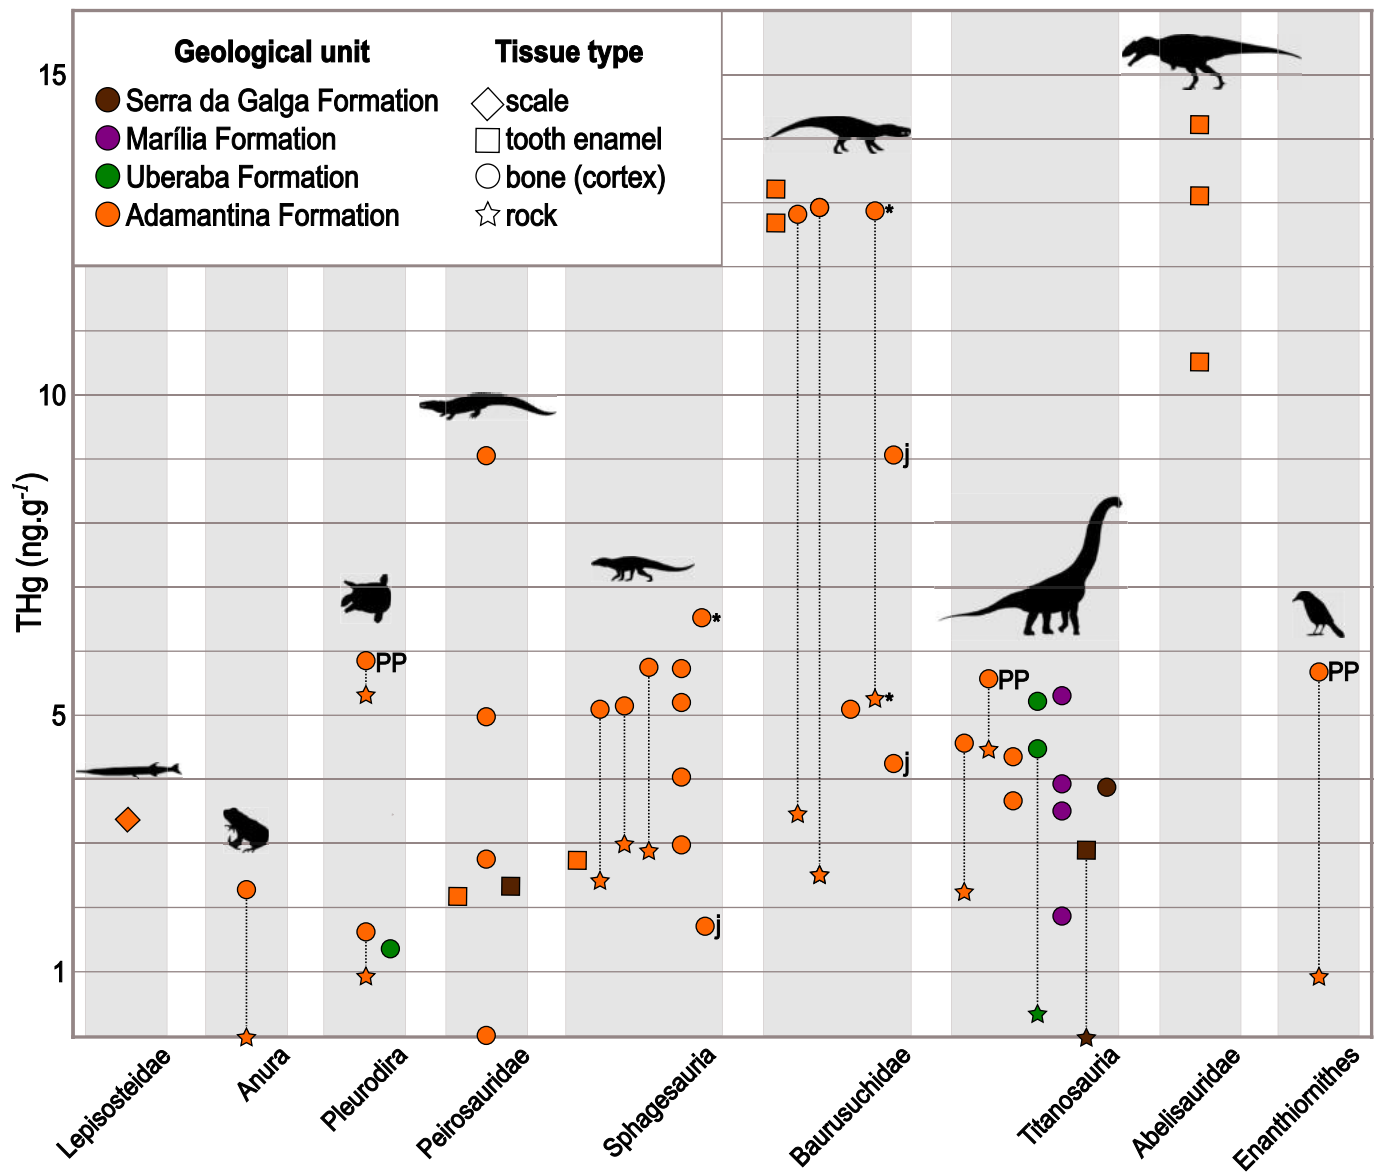 Geological unit
Serra da Galga Formation
Marília Formation
Uberaba Formation
Adamantina Formation
Tissue type
scale
tooth enamel
bone (cortex)
rock
THg (ng.g-1)
15
10
5
1
PP
*
*
*
j
j
j
PP
PP
Lepisosteidae
Anura
Pleurodira
Peirosauridae
Sphagesauria
Baurusuchidae
Titanosauria
Abelisauridae
Enanthiornithes